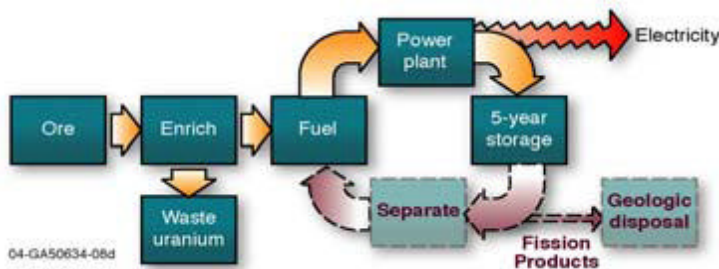 Power
plant
Electricity
Ore
Enrich
Fuel
5-year
storage
Waste
uranium
Separate
Geologic
disposal
Fission
Products
04-GA50634-08d